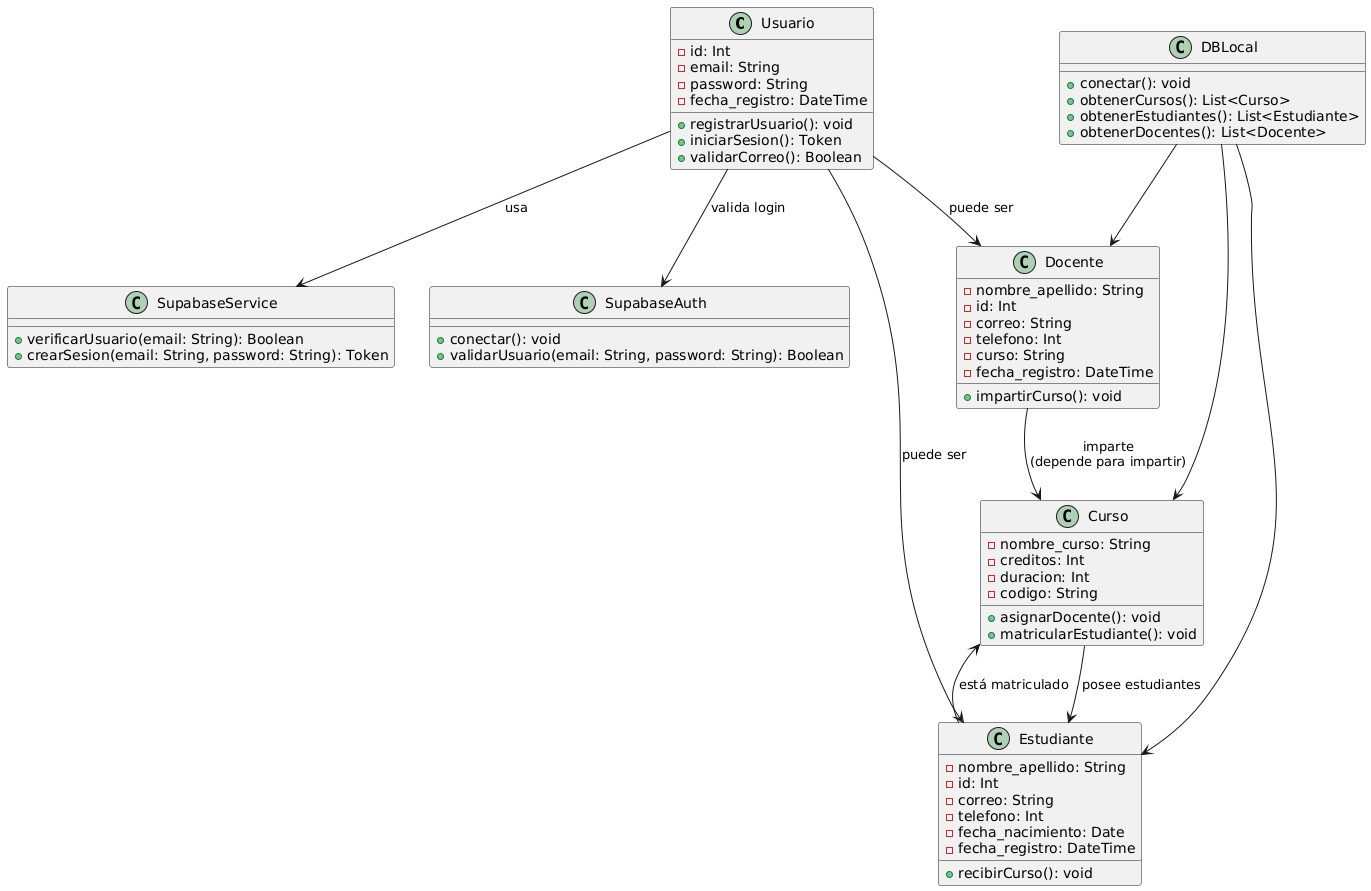 C Usuario
id: Int
email: String
password: String
fecha_registro: DateTime
registrarUsuario(): void
iniciarSesion(): Token
validarCorreo(): Boolean
C DBLocal
conectar(): void
obtenerCursos(): List<Curso>
obtenerEstudiantes(): List<Estudiante>
obtenerDocentes(): List<Docente>
usa
valida login
puede ser
C SupabaseService
verificarUsuario(email: String): Boolean
crearSesion(email: String, password: String): Token
C SupabaseAuth
conectar(): void
validarUsuario(email: String, password: String): Boolean
C Docente
nombre_apellido: String
id: Int
correo: String
telefono: Int
curso: String
fecha_registro: DateTime
impartirCurso(): void
puede ser
imparte
(depende para impartir)
C Curso
nombre_curso: String
creditos: Int
duracion: Int
codigo: String
asignarDocente(): void
matricularEstudiante(): void
está matriculado
posee estudiantes
C Estudiante
nombre_apellido: String
id: Int
correo: String
telefono: Int
fecha_nacimiento: Date
fecha_registro: DateTime
recibirCurso(): void